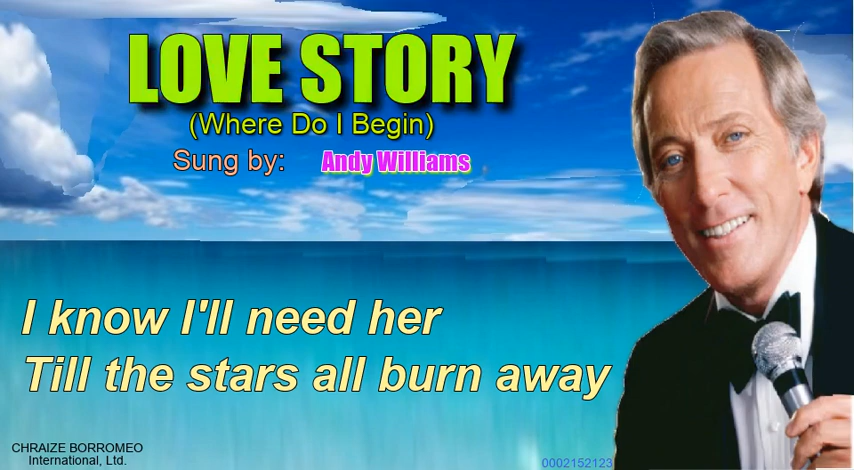 LOVE STORY
(Where Do I Begin)
Sung by: Andy Williams
I know I'll need her
Till the stars all burn away
CHRAIZE BORROMEO
International, Ltd.
0002152123